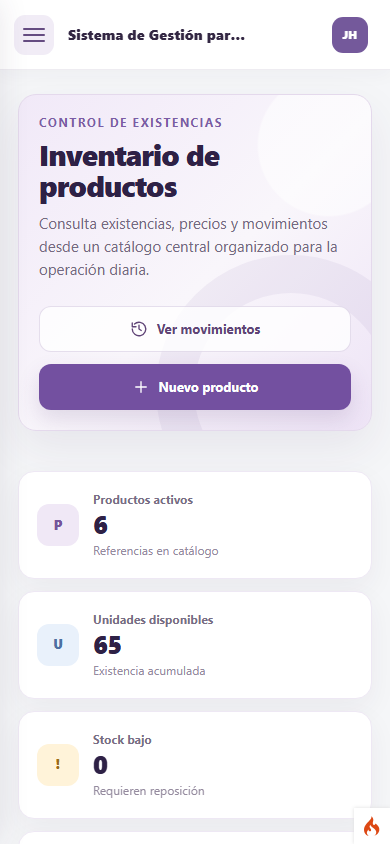 Sistema de Gestión par...
JH
CONTROL DE EXISTENCIAS
Inventario de
productos
Consulta existencias, precios y movimientos
desde un catálogo central organizado para la
operación diaria.
Ver movimientos
Nuevo producto
P
Productos activos
6
Referencias en catálogo
U
Unidades disponibles
65
Existencia acumulada
!
Stock bajo
0
Requieren reposición